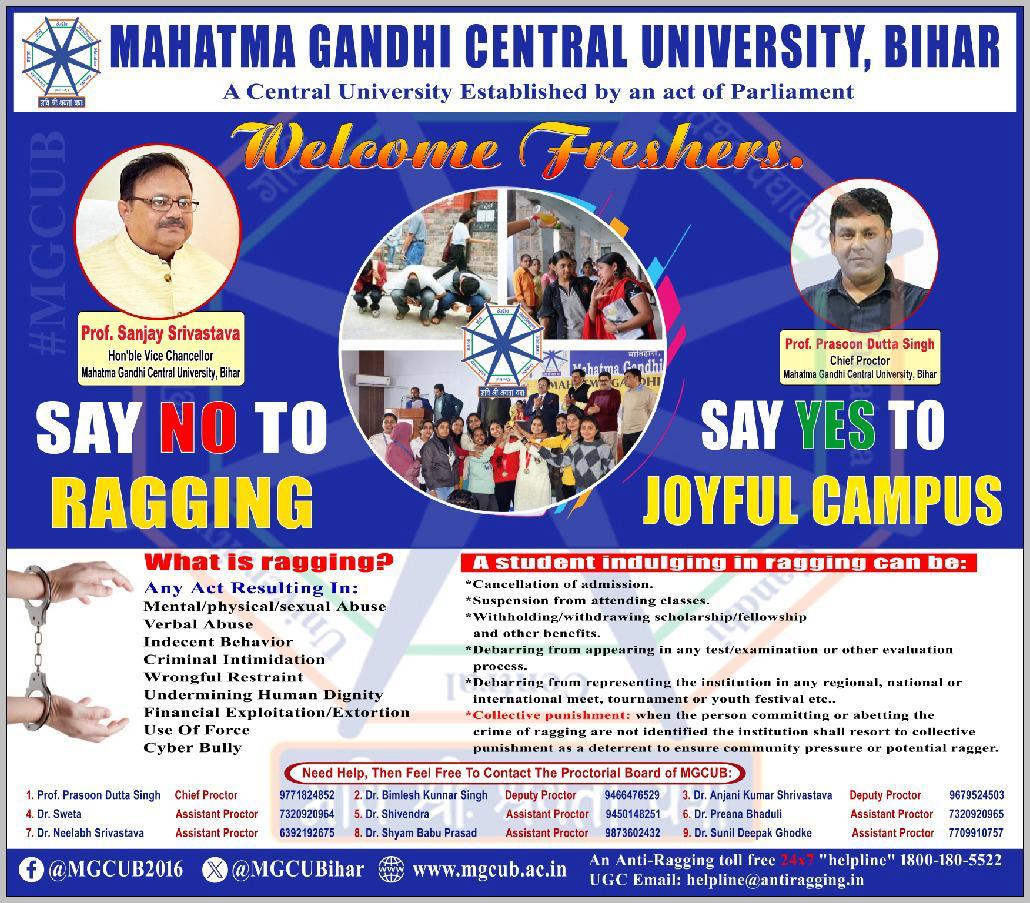 MAHATMA GANDHI CENTRAL UNIVERSITY, BIHAR
A Central University Established by an act of Parliament
Welcome Freshers.
#MGCUB
Prof. Sanjay Srivastava
Hon'ble Vice Chancellor
Mahatma Gandhi Central University, Bihar
Prof. Prasoon Dutta Singh
Chief Proctor
Mahatma Gandhi Central University, Bihar
Mahatma Gandhi
MAHATMA GANDHI
SAY NO TO
RAGGING
SAY YES TO
JOYFUL CAMPUS
What is ragging?
Any Act Resulting In:
Mental/physical/sexual Abuse
Verbal Abuse
Indecent Behavior
Criminal Intimidation
Wrongful Restraint
Undermining Human Dignity
Financial Exploitation/Extortion
Use Of Force
Cyber Bully
A student indulging in ragging can be:
*Cancellation of admission.
*Suspension from attending classes.
*Withholding/withdrawing scholarship/fellowship
and other benefits.
*Debarring from appearing in any test/examination or other evaluation
process.
*Debarring from representing the institution in any regional, national or
international meet, tournament or youth festival etc..
*Collective punishment: when the person committing or abetting the
crime of ragging are not identified the institution shall resort to collective
punishment as a deterrent to ensure community pressure or potential ragger.
Need Help, Then Feel Free To Contact The Proctorial Board of MGCUB:
1. Prof. Prasoon Dutta Singh Chief Proctor 9771824852 2. Dr. Bimlesh Kunnar Singh Deputy Proctor 9466476529 3. Dr. Anjani Kumar Shrivastava Deputy Proctor 9679524503
4. Dr. Sweta Assistant Proctor 7320920964 5. Dr. Shivendra Assistant Proctor 9450148251 6. Dr. Preana Bhaduli Assistant Proctor 7320920965
7. Dr. Neelabh Srivastava Assistant Proctor 6392192675 8. Dr. Shyam Babu Prasad Assistant Proctor 9873602432 9. Dr. Sunil Deepak Ghodke Assistant Proctor 7709910757
@MGCUB2016 @MGCUBihar www.mgcub.ac.in
An Anti-Ragging toll free 24x7 "helpline" 1800-180-5522
UGC Email: helpline@antiragging.in